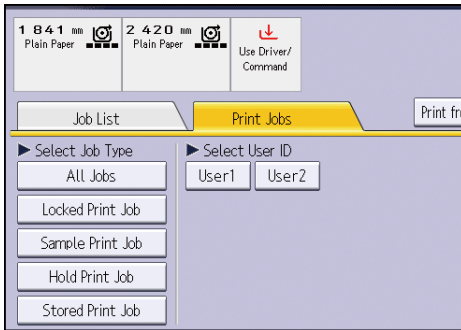 1 841 mm
Plain Paper
2 420 mm
Plain Paper
Use Driver/
Command
Job List
Print Jobs
Print fr
Select Job Type
Select User ID
All Jobs
User1
User2
Locked Print Job
Sample Print Job
Hold Print Job
Stored Print Job